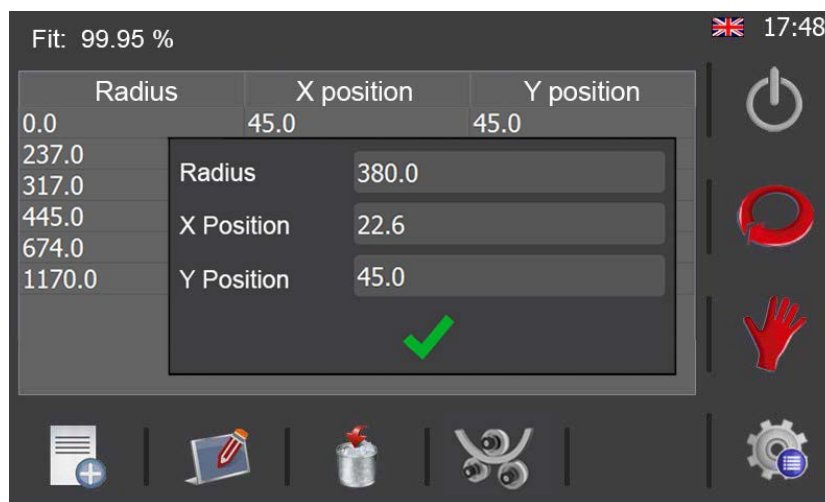 Fit: 99.95 %
17:48
Radius X position Y position
0.0 45.0 45.0
237.0
317.0
445.0
674.0
1170.0
Radius 380.0
X Position 22.6
Y Position 45.0